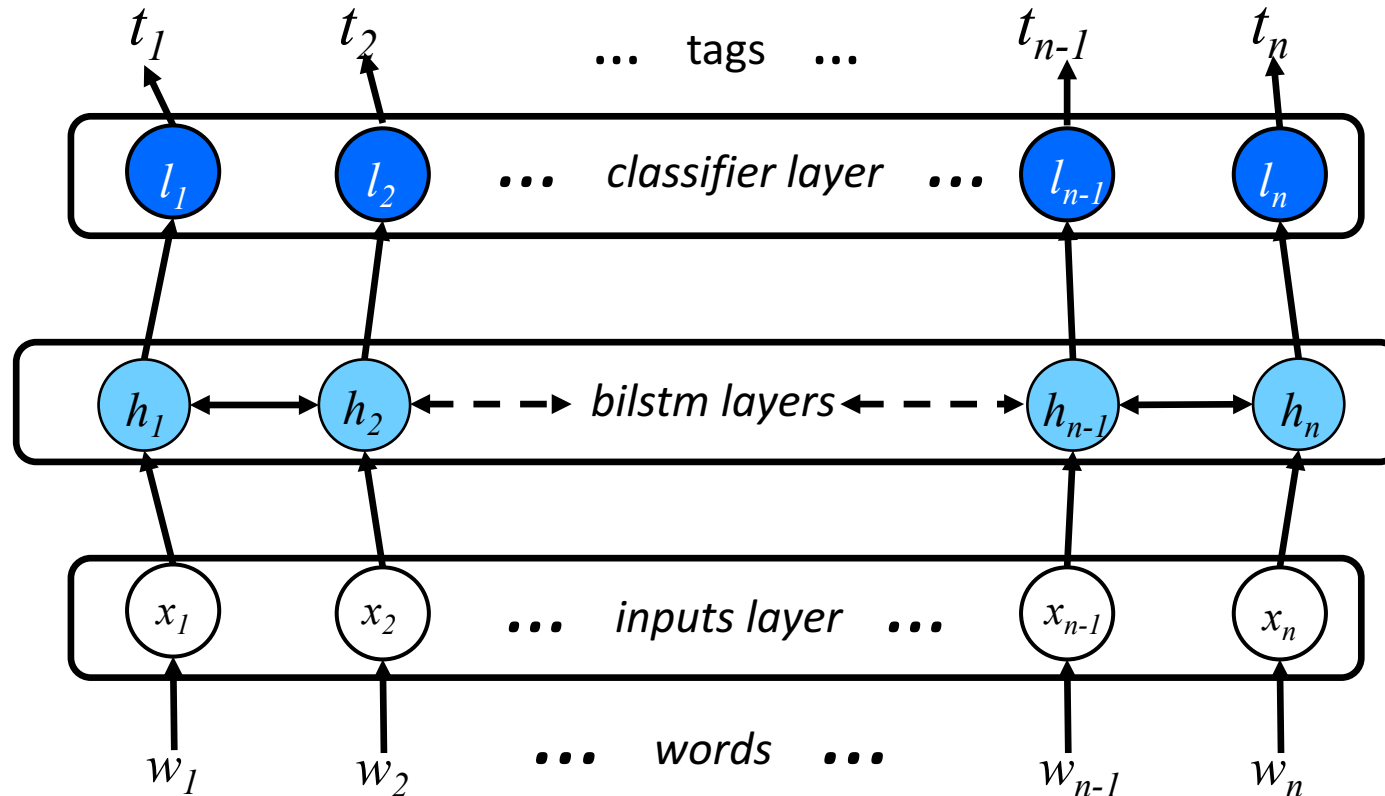 t₁ t₂ ... tags ... tₙ₋₁ tₙ
l₁ l₂ ... classifier layer ... lₙ₋₁ lₙ
h₁ h₂ bilstm layers hₙ₋₁ hₙ
x₁ x₂ ... inputs layer ... xₙ₋₁ xₙ
w₁ w₂ ... words ... wₙ₋₁ wₙ